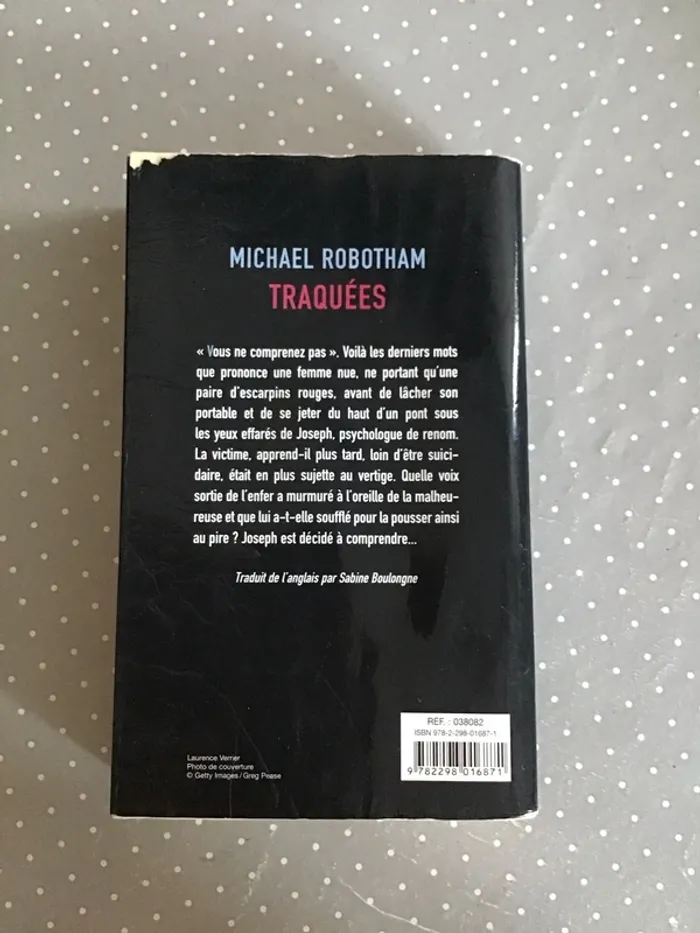 MICHAEL ROBOTHAM
TRAQUÉES
« Vous ne comprenez pas ». Voilà les derniers mots
que prononce une femme nue, ne portant qu'une
paire d'escarpins rouges, avant de lâcher son
portable et de se jeter du haut d'un pont sous
les yeux effarés de Joseph, psychologue de renom.
La victime, apprend-il plus tard, loin d'être suici-
daire, était en plus sujette au vertige. Quelle voix
sortie de l'enfer a murmuré à l'oreille de la malheu-
reuse et que lui a-t-elle soufflé pour la pousser ainsi
au pire ? Joseph est décidé à comprendre...
Traduit de l'anglais par Sabine Boulongne
REF. : 038082
ISBN 978-2-298-01687-1
9 782298 016871
Laurence Verrier
Photo de couverture
© Getty Images / Greg Pease